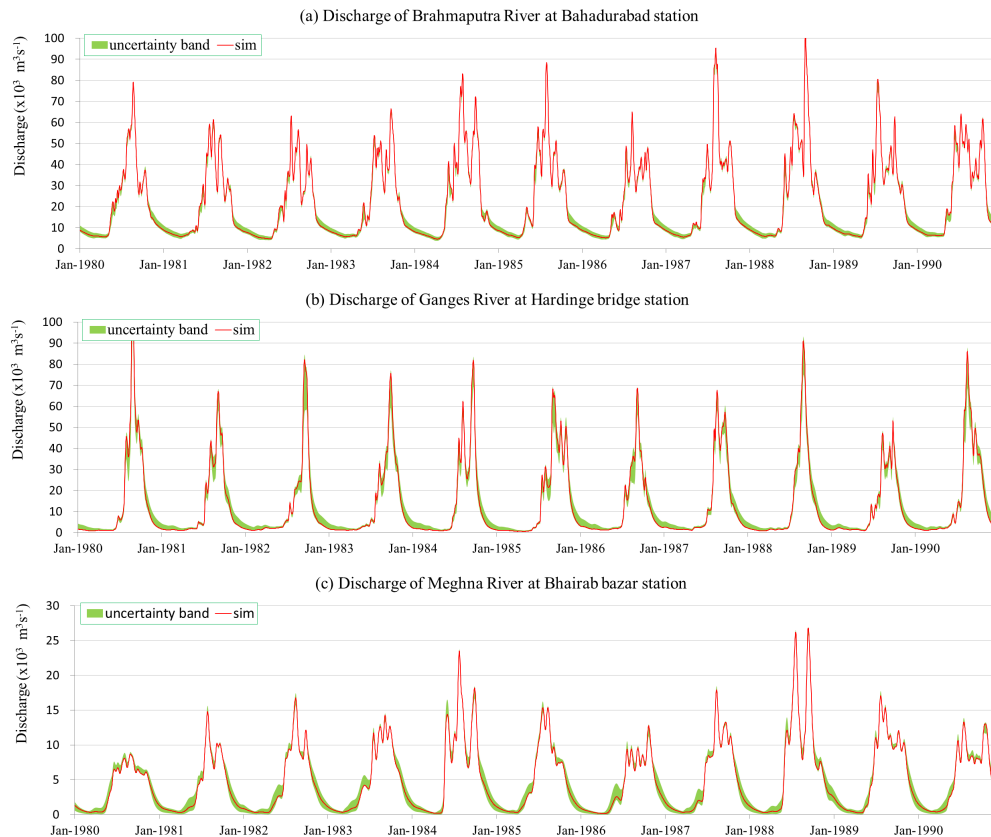 (a) Discharge of Brahmaputra River at Bahadurabad station
uncertainty band sim
Discharge (x10³ m³s⁻¹)
100
90
80
70
60
50
40
30
20
10
0
Jan-1980 Jan-1981 Jan-1982 Jan-1983 Jan-1984 Jan-1985 Jan-1986 Jan-1987 Jan-1988 Jan-1989 Jan-1990
(b) Discharge of Ganges River at Hardinge bridge station
uncertainty band sim
Discharge (x10³ m³s⁻¹)
100
90
80
70
60
50
40
30
20
10
0
Jan-1980 Jan-1981 Jan-1982 Jan-1983 Jan-1984 Jan-1985 Jan-1986 Jan-1987 Jan-1988 Jan-1989 Jan-1990
(c) Discharge of Meghna River at Bhairab bazar station
uncertainty band sim
Discharge (x10³ m³s⁻¹)
30
25
20
15
10
5
0
Jan-1980 Jan-1981 Jan-1982 Jan-1983 Jan-1984 Jan-1985 Jan-1986 Jan-1987 Jan-1988 Jan-1989 Jan-1990